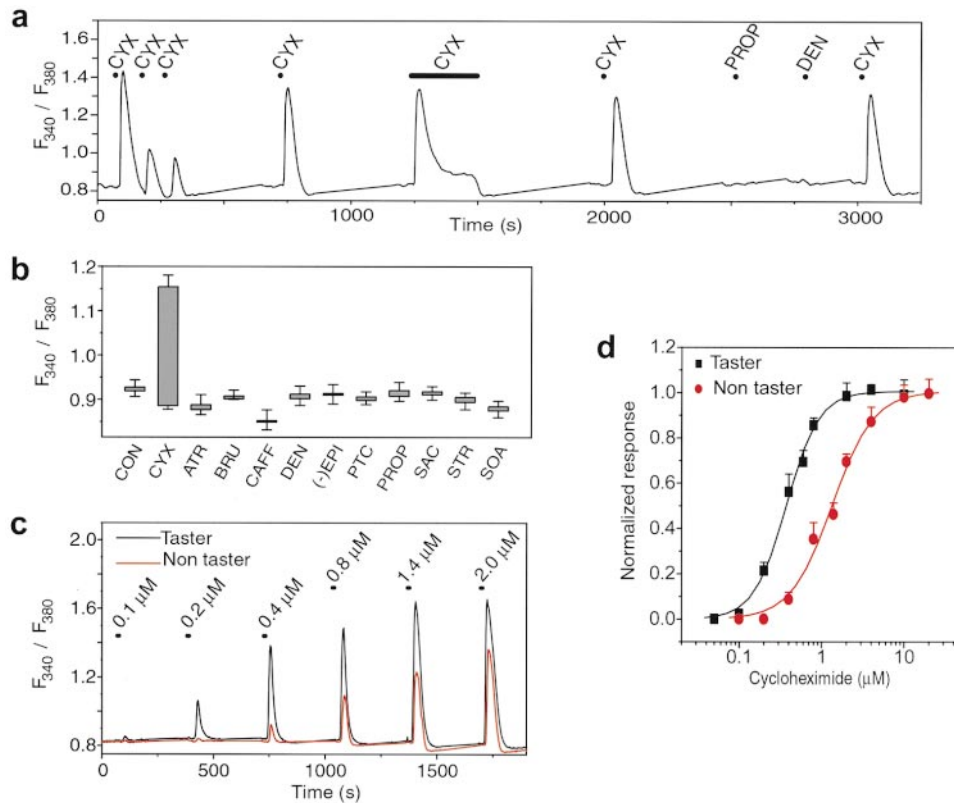 a
F340 / F380
1.6
1.4
1.2
1.0
0.8
CYX
CYX
CYX
CYX
CYX
CYX
PROP
DEN
CYX
0
1000
2000
3000
Time (s)
b
F340 / F380
1.2
1.1
1.0
0.9
CON
CYX
ATR
BRU
CAFF
DEN
(-)EPI
PTC
PROP
SAC
STR
SOA
c
F340 / F380
2.0
1.6
1.2
0.8
Taster
Non taster
0.1 μM
0.2 μM
0.4 μM
0.8 μM
1.4 μM
2.0 μM
0
500
1000
1500
Time (s)
d
Normalized response
1.2
1.0
0.8
0.6
0.4
0.2
0.0
Taster
Non taster
0.1
1
10
Cycloheximide (μM)